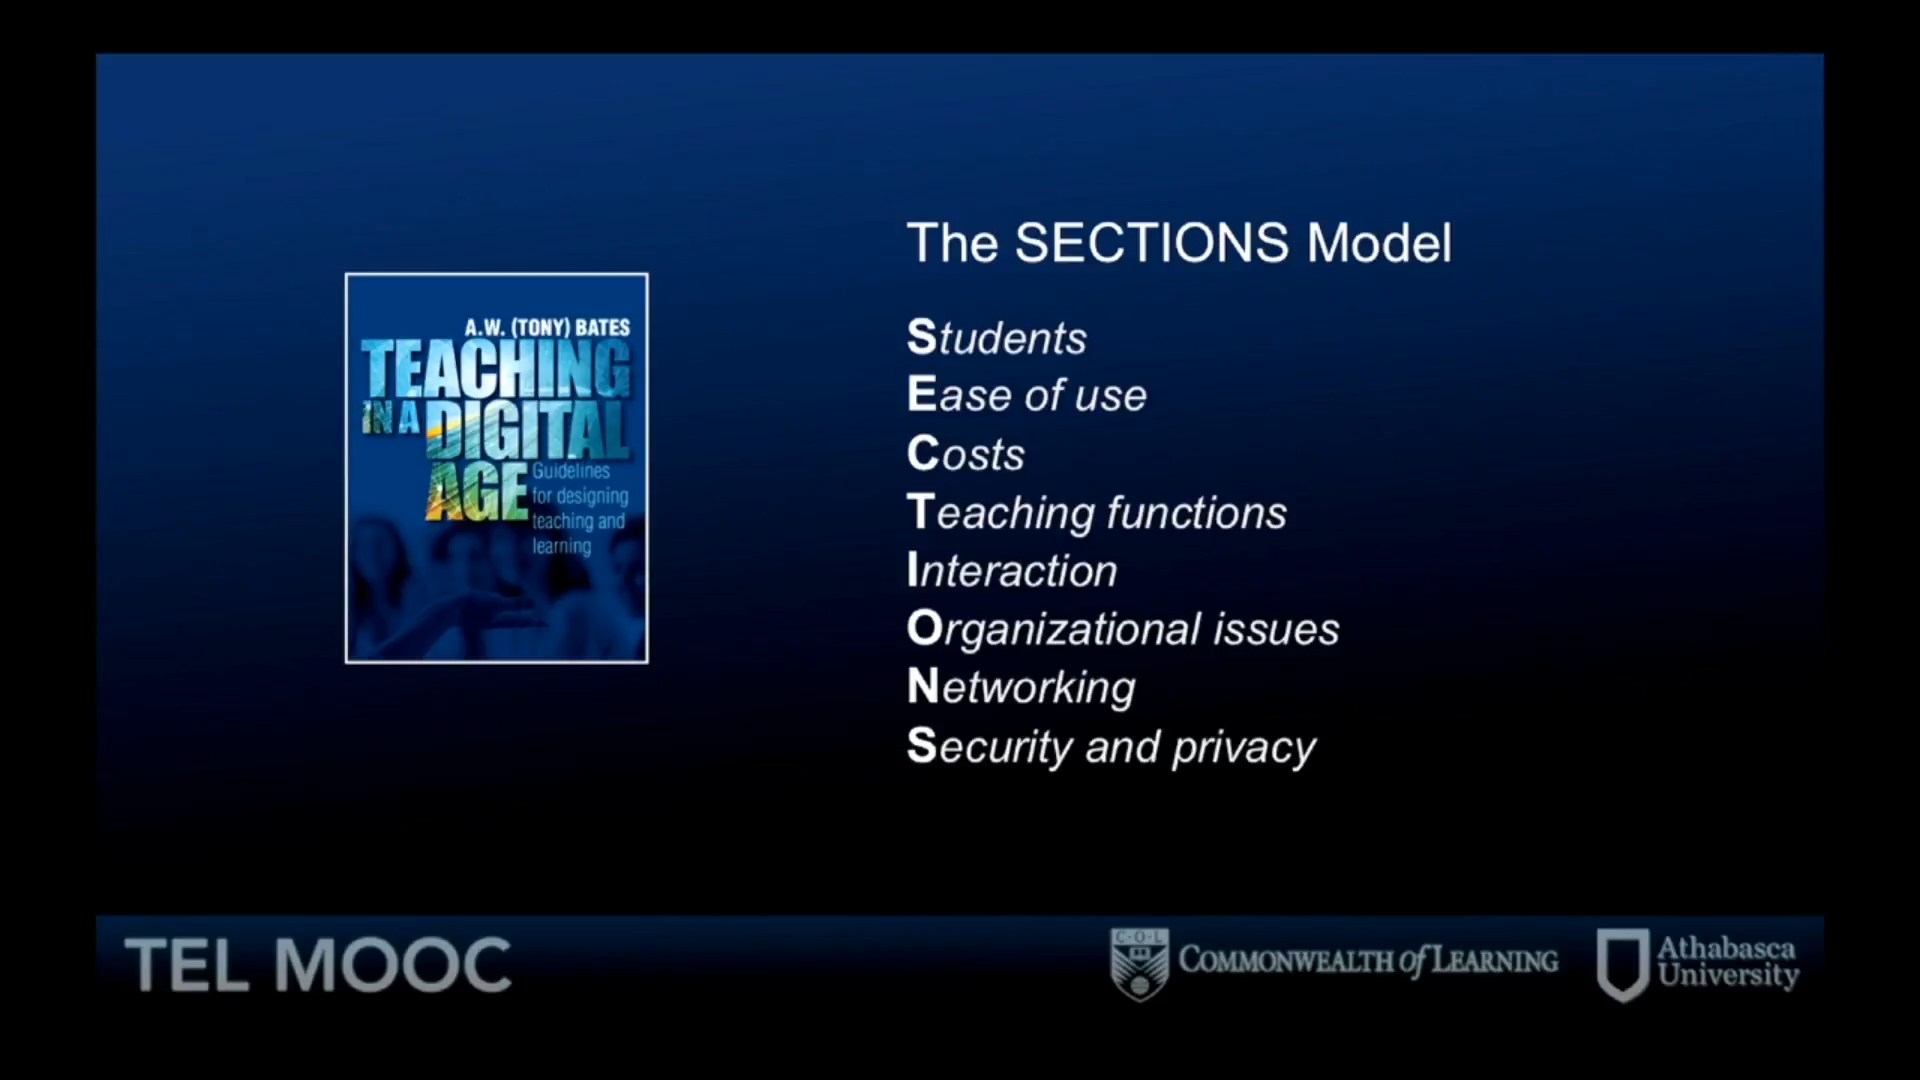 A.W. (TONY) BATES
TEACHING
IN A DIGITAL
AGE
Guidelines
for designing
teaching and
learning
The SECTIONS Model
Students
Ease of use
Costs
Teaching functions
Interaction
Organizational issues
Networking
Security and privacy
TEL MOOC
C·O·L
COMMONWEALTH of LEARNING
Athabasca
University